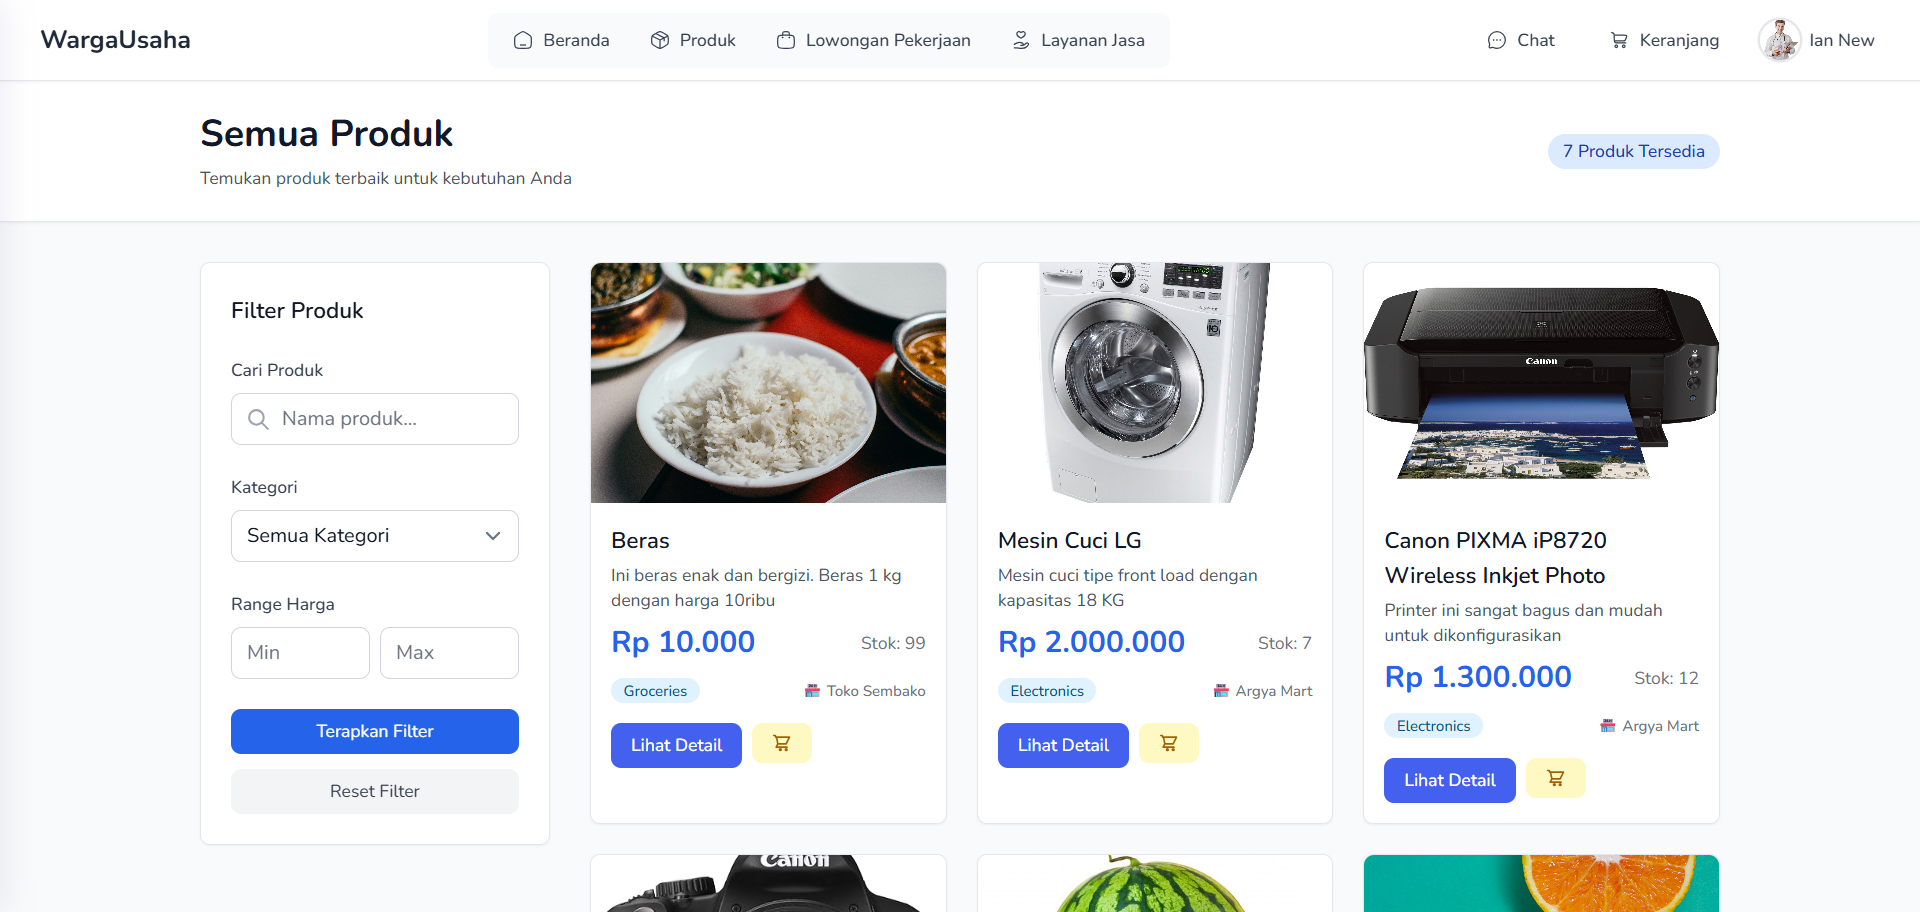 WargaUsaha
Beranda
Produk
Lowongan Pekerjaan
Layanan Jasa
Chat
Keranjang
Ian New
Semua Produk
Temukan produk terbaik untuk kebutuhan Anda
7 Produk Tersedia
Filter Produk
Cari Produk
Nama produk...
Kategori
Semua Kategori
Range Harga
Min
Max
Terapkan Filter
Reset Filter
Beras
Ini beras enak dan bergizi. Beras 1 kg
dengan harga 10ribu
Rp 10.000
Stok: 99
Groceries
Toko Sembako
Lihat Detail
Mesin Cuci LG
Mesin cuci tipe front load dengan
kapasitas 18 KG
Rp 2.000.000
Stok: 7
Electronics
Argya Mart
Lihat Detail
Canon
Canon PIXMA iP8720
Wireless Inkjet Photo
Printer ini sangat bagus dan mudah
untuk dikonfigurasikan
Rp 1.300.000
Stok: 12
Electronics
Argya Mart
Lihat Detail
Canon